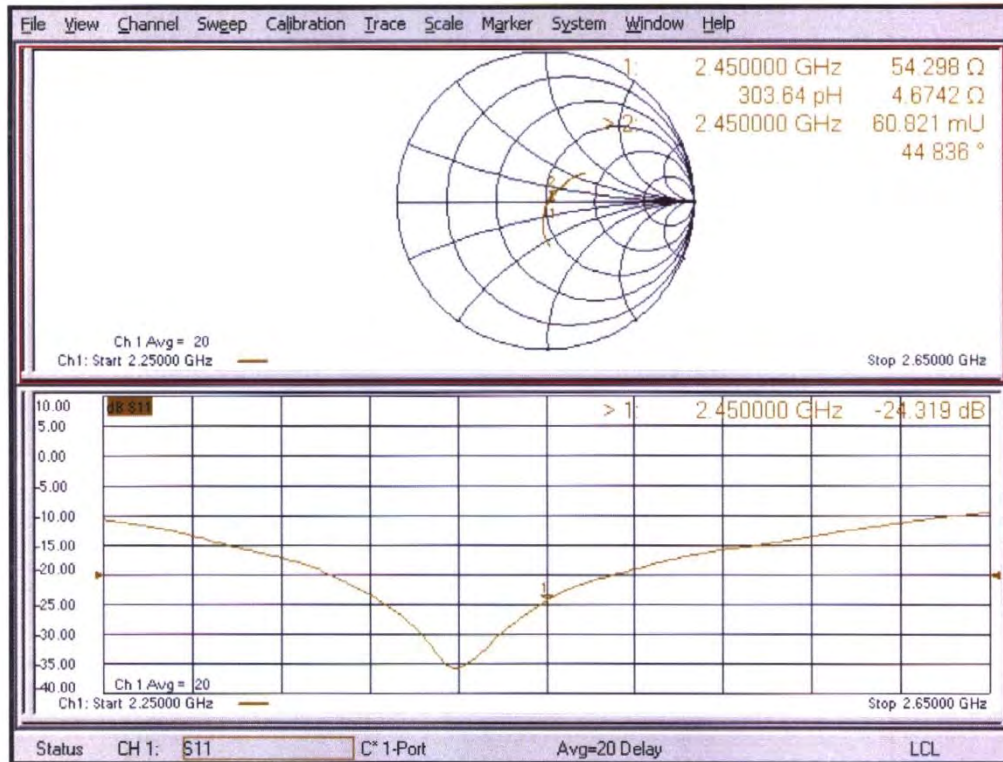 File View Channel Sweep Calibration Trace Scale Marker System Window Help
1: 2.450000 GHz 54.298 Ω
303.64 pH 4.6742 Ω
> 2: 2.450000 GHz 60.821 mU
44.836 °
2
1
Ch 1 Avg = 20
Ch1: Start 2.25000 GHz
Stop 2.65000 GHz
10.00
dB S11
> 1: 2.450000 GHz -24.319 dB
5.00
0.00
-5.00
-10.00
-15.00
-20.00
1
-25.00
-30.00
-35.00
-40.00
Ch 1 Avg = 20
Ch1: Start 2.25000 GHz
Stop 2.65000 GHz
Status CH 1: S11 C* 1-Port Avg=20 Delay LCL